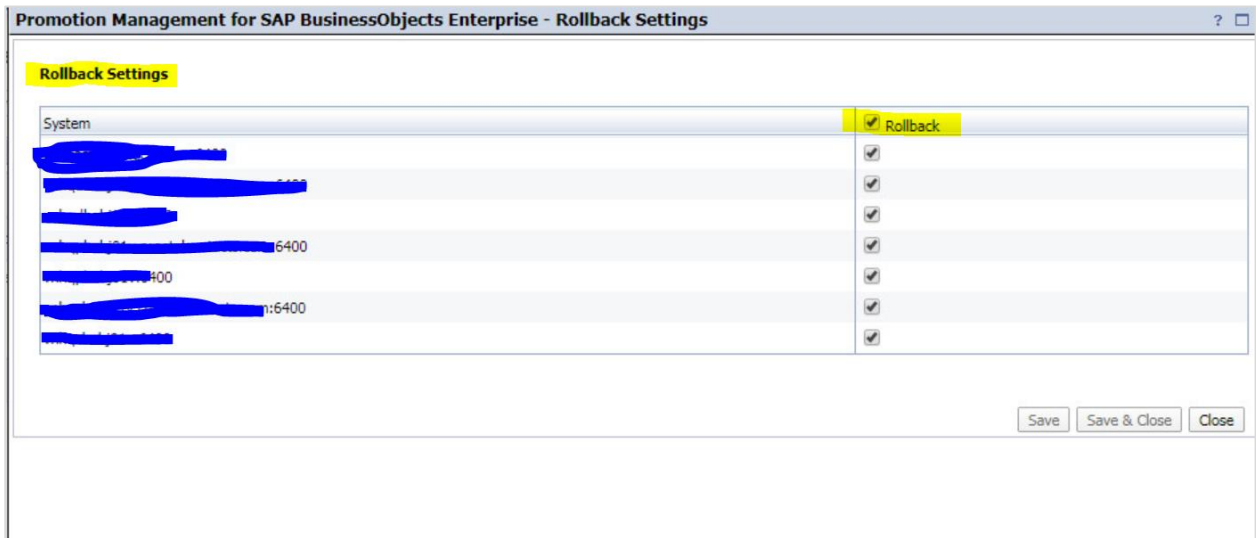 Promotion Management for SAP BusinessObjects Enterprise - Rollback Settings ?
Rollback Settings
System Rollback
6400
400
:6400
Save Save & Close Close